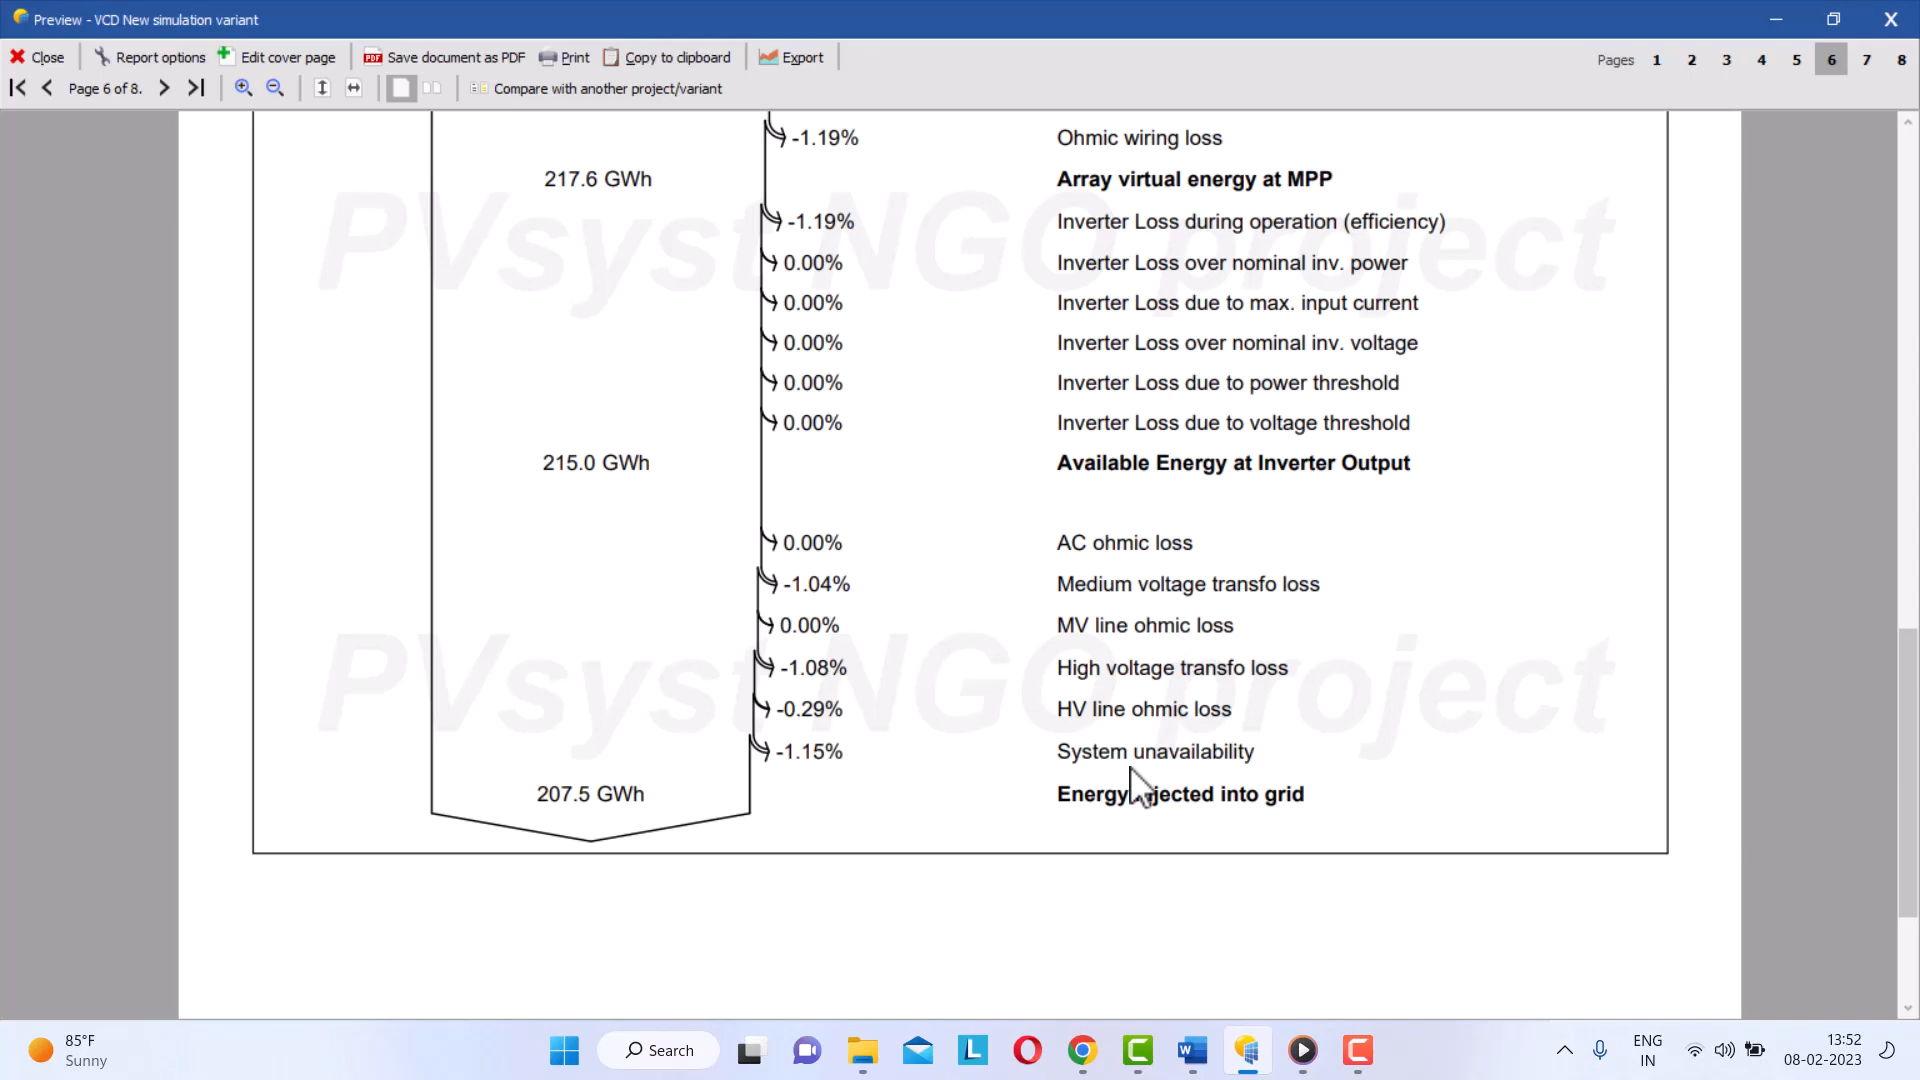 Preview - VCD New simulation variant
Close Report options Edit cover page Save document as PDF Print Copy to clipboard Export Pages 1 2 3 4 5 6 7 8
Page 6 of 8. Compare with another project/variant
-1.19% Ohmic wiring loss
217.6 GWh Array virtual energy at MPP
-1.19% Inverter Loss during operation (efficiency)
PVsyst NGO project
0.00% Inverter Loss over nominal inv. power
0.00% Inverter Loss due to max. input current
0.00% Inverter Loss over nominal inv. voltage
0.00% Inverter Loss due to power threshold
0.00% Inverter Loss due to voltage threshold
215.0 GWh Available Energy at Inverter Output
0.00% AC ohmic loss
-1.04% Medium voltage transfo loss
0.00% MV line ohmic loss
-1.08% High voltage transfo loss
PVsyst NGO project
-0.29% HV line ohmic loss
-1.15% System unavailability
207.5 GWh Energy injected into grid
85°F
Sunny
Search
ENG
IN
13:52
08-02-2023